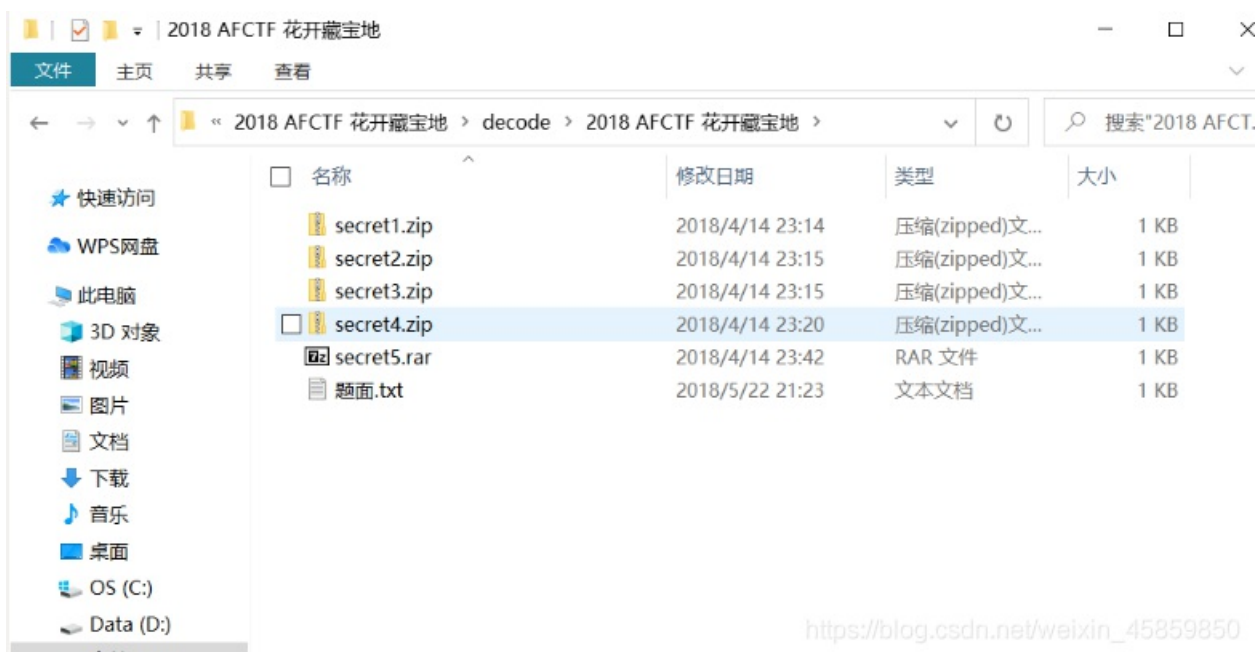 2018 AFCTF 花开藏宝地
文件 主页 共享 查看
« 2018 AFCTF 花开藏宝地 › decode › 2018 AFCTF 花开藏宝地 › 搜索"2018 AFCT...
名称 修改日期 类型 大小
快速访问
WPS网盘
此电脑
3D 对象
视频
图片
文档
下载
音乐
桌面
OS (C:)
Data (D:)
secret1.zip 2018/4/14 23:14 压缩(zipped)文... 1 KB
secret2.zip 2018/4/14 23:15 压缩(zipped)文... 1 KB
secret3.zip 2018/4/14 23:15 压缩(zipped)文... 1 KB
secret4.zip 2018/4/14 23:20 压缩(zipped)文... 1 KB
7z secret5.rar 2018/4/14 23:42 RAR 文件 1 KB
题面.txt 2018/5/22 21:23 文本文档 1 KB
https://blog.csdn.net/weixin_45859850